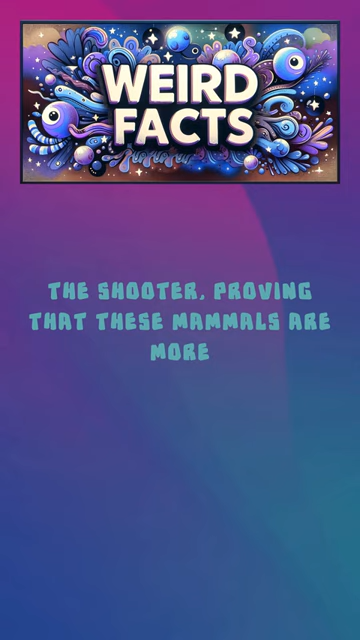 WEIRD
FACTS
THE SHOOTER, PROVING
THAT THESE MAMMALS ARE
MORE